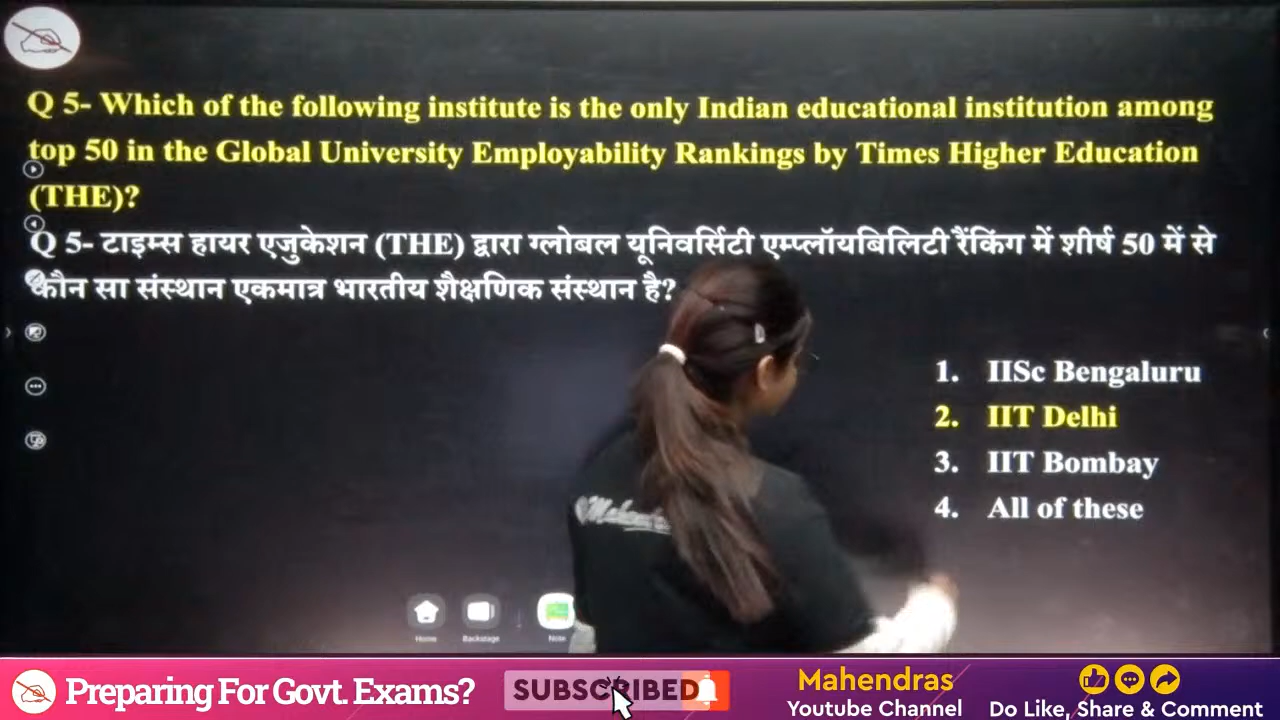 Q 5- Which of the following institute is the only Indian educational institution among
top 50 in the Global University Employability Rankings by Times Higher Education
(THE)?
Q 5- टाइम्स हायर एजुकेशन (THE) द्वारा ग्लोबल यूनिवर्सिटी एम्प्लॉयबिलिटी रैंकिंग में शीर्ष 50 में से
कौन सा संस्थान एकमात्र भारतीय शैक्षणिक संस्थान है?
1. IISc Bengaluru
2. IIT Delhi
3. IIT Bombay
4. All of these
Home Backstage Note
Preparing For Govt. Exams?
SUBSCRIBED
Mahendras
Youtube Channel
Do Like, Share & Comment